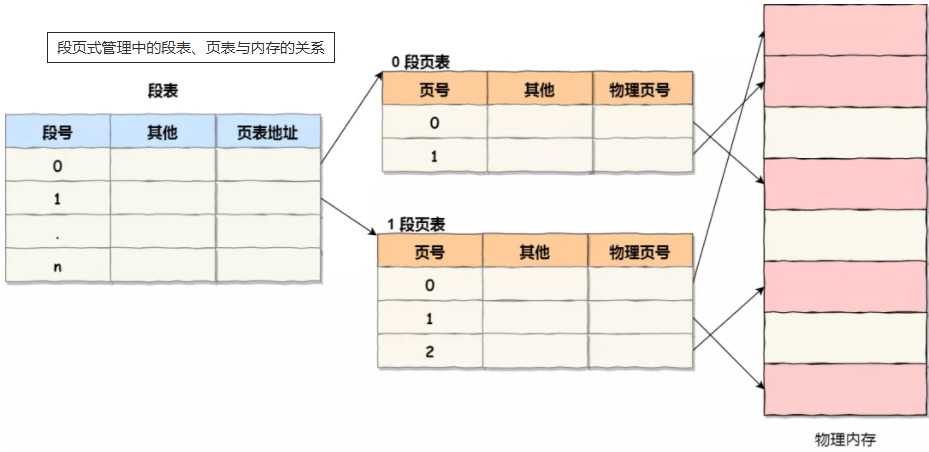 段页式管理中的段表、页表与内存的关系
段表
段号 其他 页表地址
0
1
.
n
0 段页表
页号 其他 物理页号
0
1
1 段页表
页号 其他 物理页号
0
1
2
物理内存